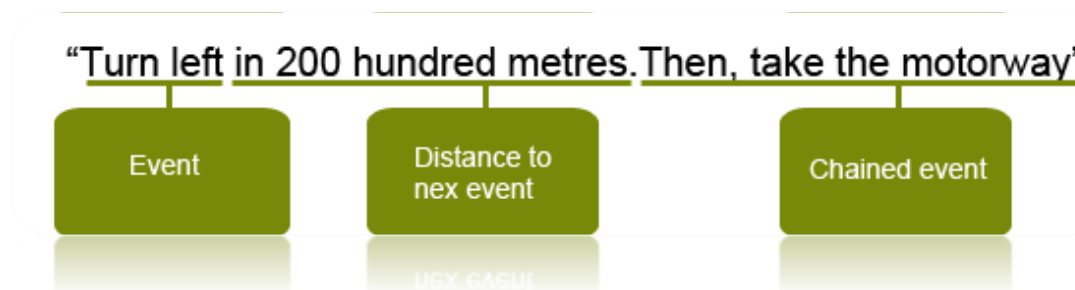 “Turn left in 200 hundred metres.Then, take the motorway”
Event
Distance to
nex event
Chained event